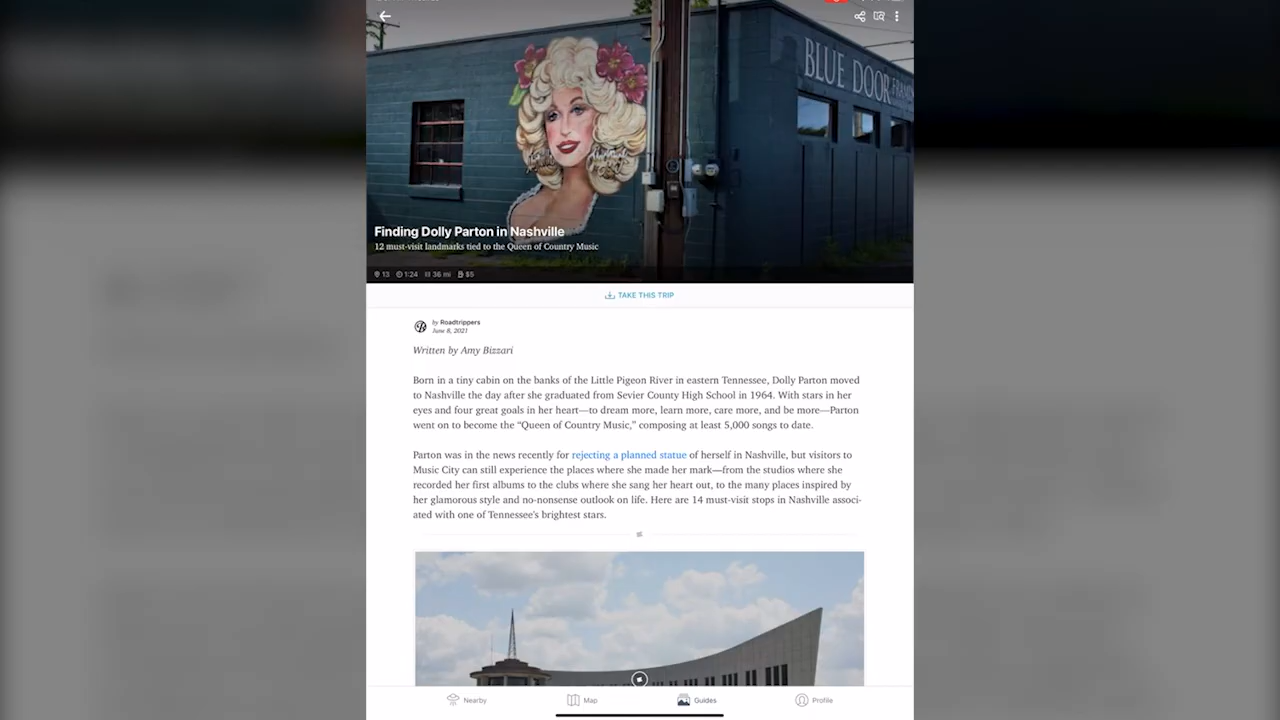 BLUE DOOR
Finding Dolly Parton in Nashville
12 must-visit landmarks tied to the Queen of Country Music
13 1:24 36 mi $5
TAKE THIS TRIP
by Roadtrippers
June 8, 2021
Written by Amy Bizzari
Born in a tiny cabin on the banks of the Little Pigeon River in eastern Tennessee, Dolly Parton moved
to Nashville the day after she graduated from Sevier County High School in 1964. With stars in her
eyes and four great goals in her heart—to dream more, learn more, care more, and be more—Parton
went on to become the “Queen of Country Music,” composing at least 5,000 songs to date.
Parton was in the news recently for rejecting a planned statue of herself in Nashville, but visitors to
Music City can still experience the places where she made her mark—from the studios where she
recorded her first albums to the clubs where she sang her heart out, to the many places inspired by
her glamorous style and no-nonsense outlook on life. Here are 14 must-visit stops in Nashville associ-
ated with one of Tennessee’s brightest stars.
Nearby Map Guides Profile